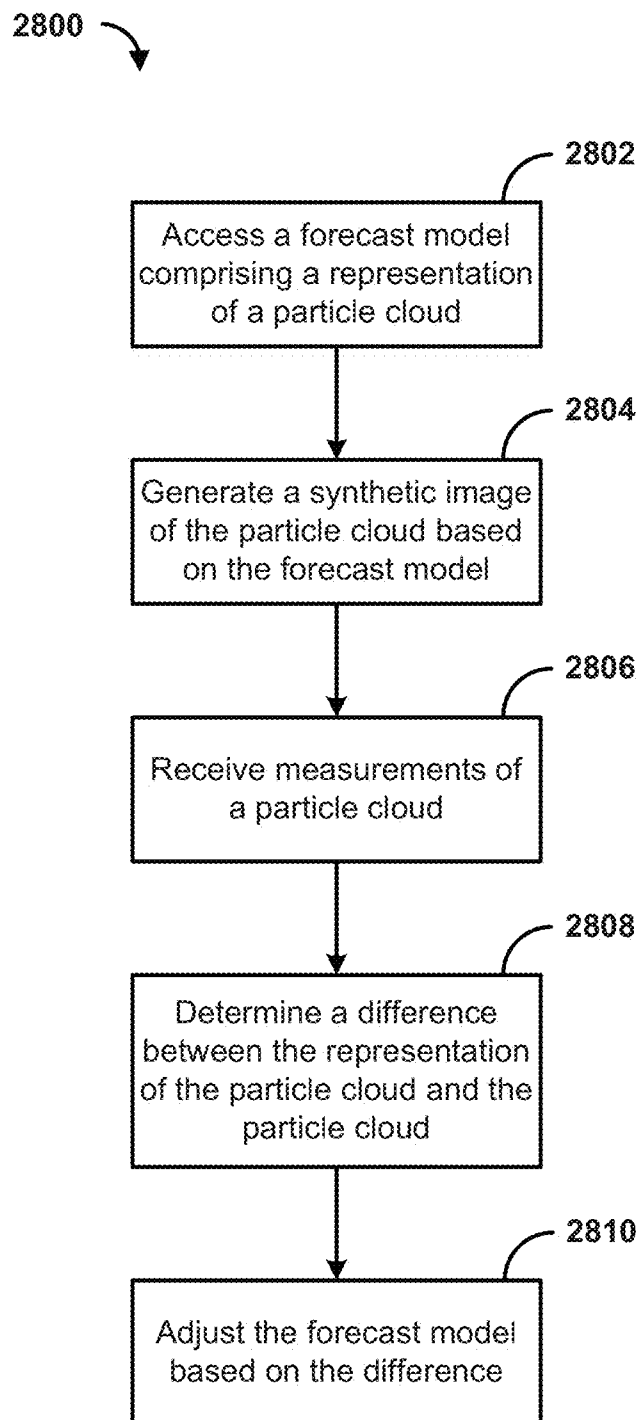 2800
2802
Access a forecast model
comprising a representation
of a particle cloud
2804
Generate a synthetic image
of the particle cloud based
on the forecast model
2806
Receive measurements of
a particle cloud
2808
Determine a difference
between the representation
of the particle cloud and the
particle cloud
2810
Adjust the forecast model
based on the difference